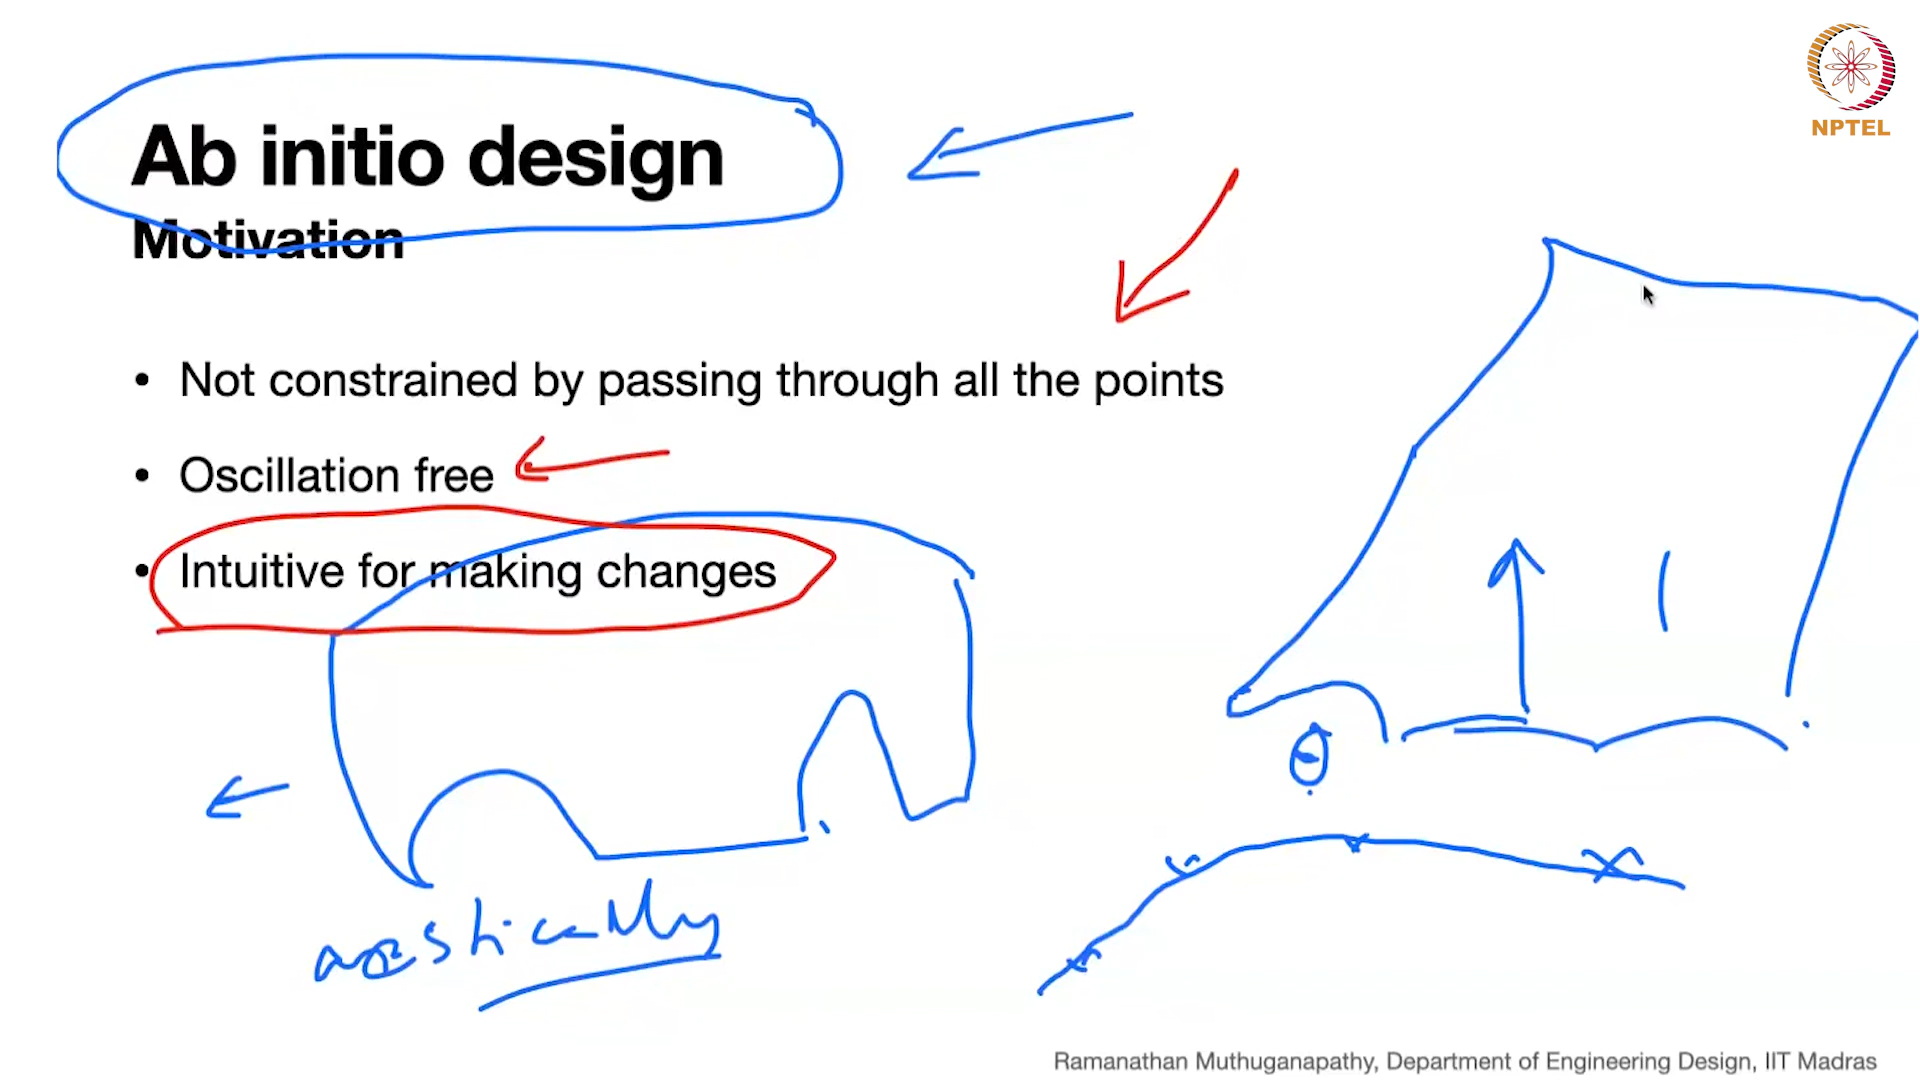 Ab initio design
NPTEL
Motivation
• Not constrained by passing through all the points
• Oscillation free
• Intuitive for making changes
θ
Ramanathan Muthuganapathy, Department of Engineering Design, IIT Madras